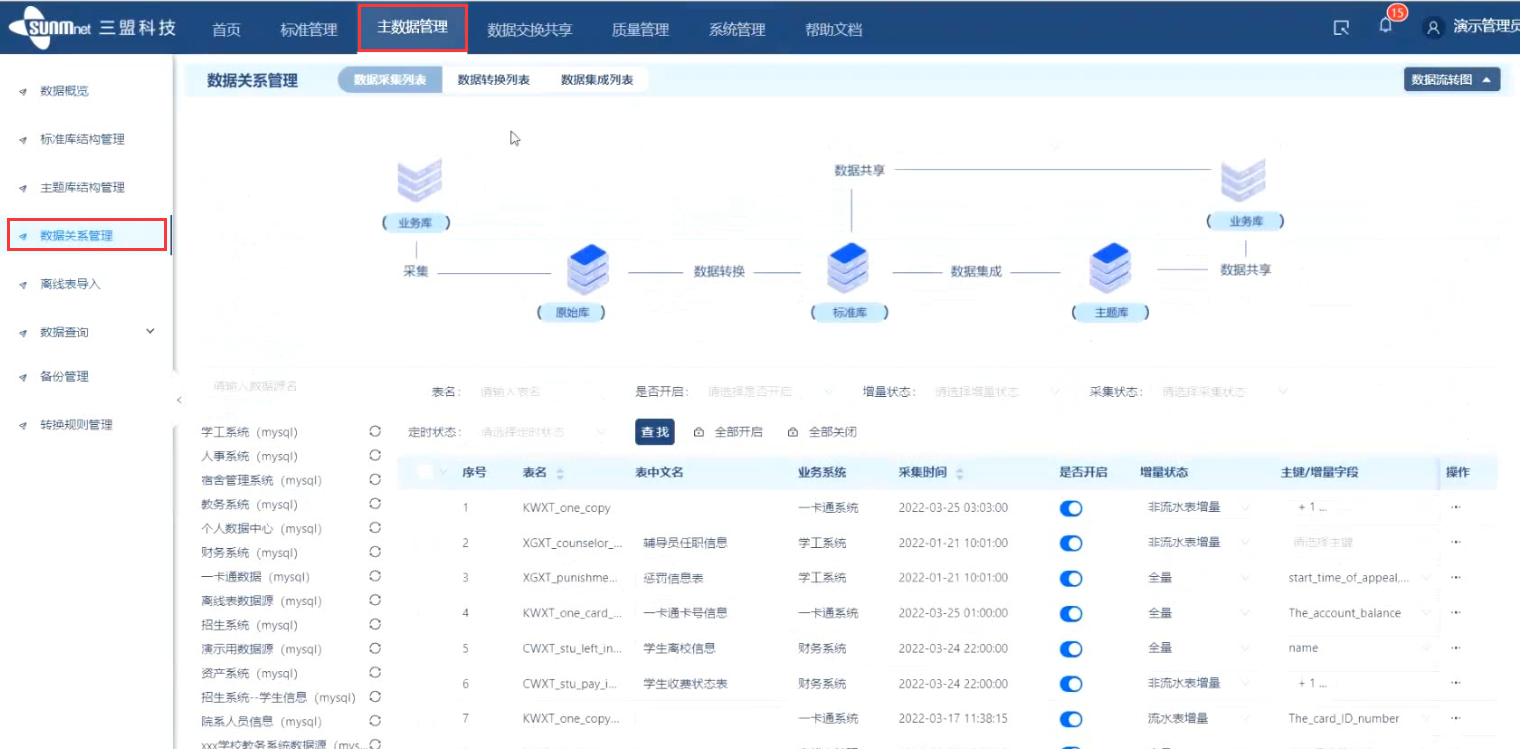 sunmnet 三盟科技 首页 标准管理 主数据管理 数据交换共享 质量管理 系统管理 帮助文档 15 演示管理员
数据概览
标准库结构管理
主题库结构管理
数据关系管理
离线表导入
数据查询
备份管理
转换规则管理
数据关系管理 数据采集列表 数据转换列表 数据集成列表 数据流转图
数据共享
业务库 业务库
采集 数据转换 数据集成 数据共享
原始库 标准库 主题库
请输入数据源名
表名: 请输入表名 是否开启: 请选择是否开启 增量状态: 请选择增量状态 采集状态: 请选择采集状态
定时状态: 请选择定时状态 查找 全部开启 全部关闭
学工系统 (mysql)
人事系统 (mysql)
宿舍管理系统 (mysql)
教务系统 (mysql)
个人数据中心 (mysql)
财务系统 (mysql)
一卡通数据 (mysql)
离线表数据源 (mysql)
招生系统 (mysql)
演示用数据源 (mysql)
资产系统 (mysql)
招生系统--学生信息 (mysql)
院系人员信息 (mysql)
xxx学校教务系统数据源 (mys...
序号 表名 表中文名 业务系统 采集时间 是否开启 增量状态 主键/增量字段 操作
1 KWXT_one_copy 一卡通系统 2022-03-25 03:03:00 非流水表增量 + 1 ... ...
2 XGXT_counselor_... 辅导员任职信息 学工系统 2022-01-21 10:01:00 非流水表增量 请选择主键 ...
3 XGXT_punishme... 惩罚信息表 学工系统 2022-01-21 10:01:00 全量 start_time_of_appeal,... ...
4 KWXT_one_card_... 一卡通卡号信息 一卡通系统 2022-03-25 01:00:00 全量 The_account_balance ...
5 CWXT_stu_left_in... 学生离校信息 财务系统 2022-03-24 22:00:00 全量 name ...
6 CWXT_stu_pay_i... 学生收费状态表 财务系统 2022-03-24 22:00:00 非流水表增量 + 1 ... ...
7 KWXT_one_copy... 一卡通系统 2022-03-17 11:38:15 流水表增量 The_card_ID_number ...